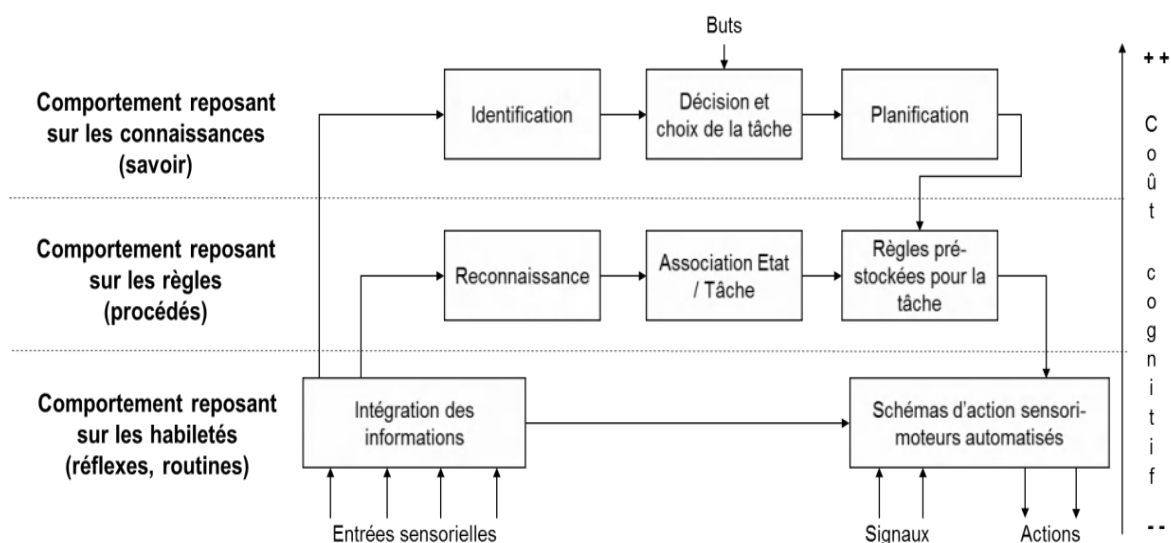 Buts
++
Comportement reposant
sur les connaissances
(savoir)
Identification
Décision et
choix de la tâche
Planification
Comportement reposant
sur les règles
(procédés)
Reconnaissance
Association Etat
/ Tâche
Règles pré-
stockées pour la
tâche
Comportement reposant
sur les habiletés
(réflexes, routines)
Intégration des
informations
Schémas d’action sensori-
moteurs automatisés
Entrées sensorielles
Signaux
Actions
Coût cognitif
--